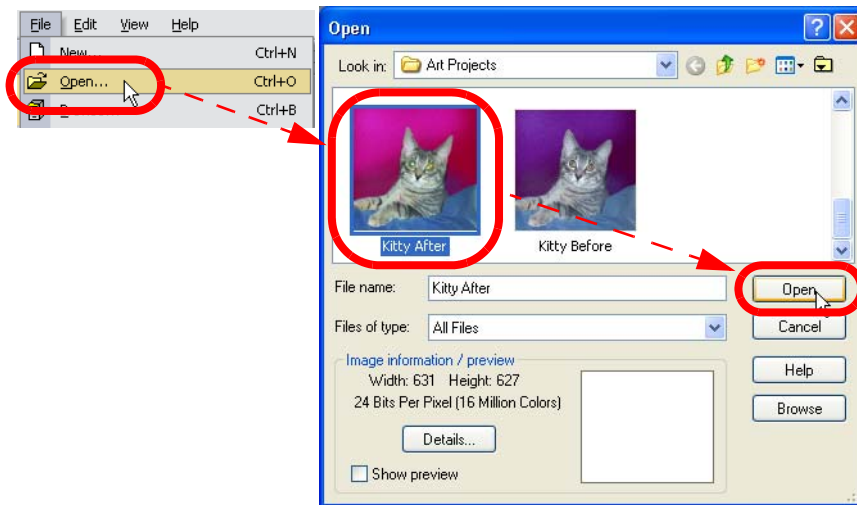 File Edit View Help
New... Ctrl+N
Open... Ctrl+O
Ctrl+B
Open
Look in: Art Projects
Kitty After Kitty Before
File name: Kitty After Open
Files of type: All Files Cancel
Image information / preview
Width: 631 Height: 627
24 Bits Per Pixel (16 Million Colors)
Help
Browse
Details...
Show preview